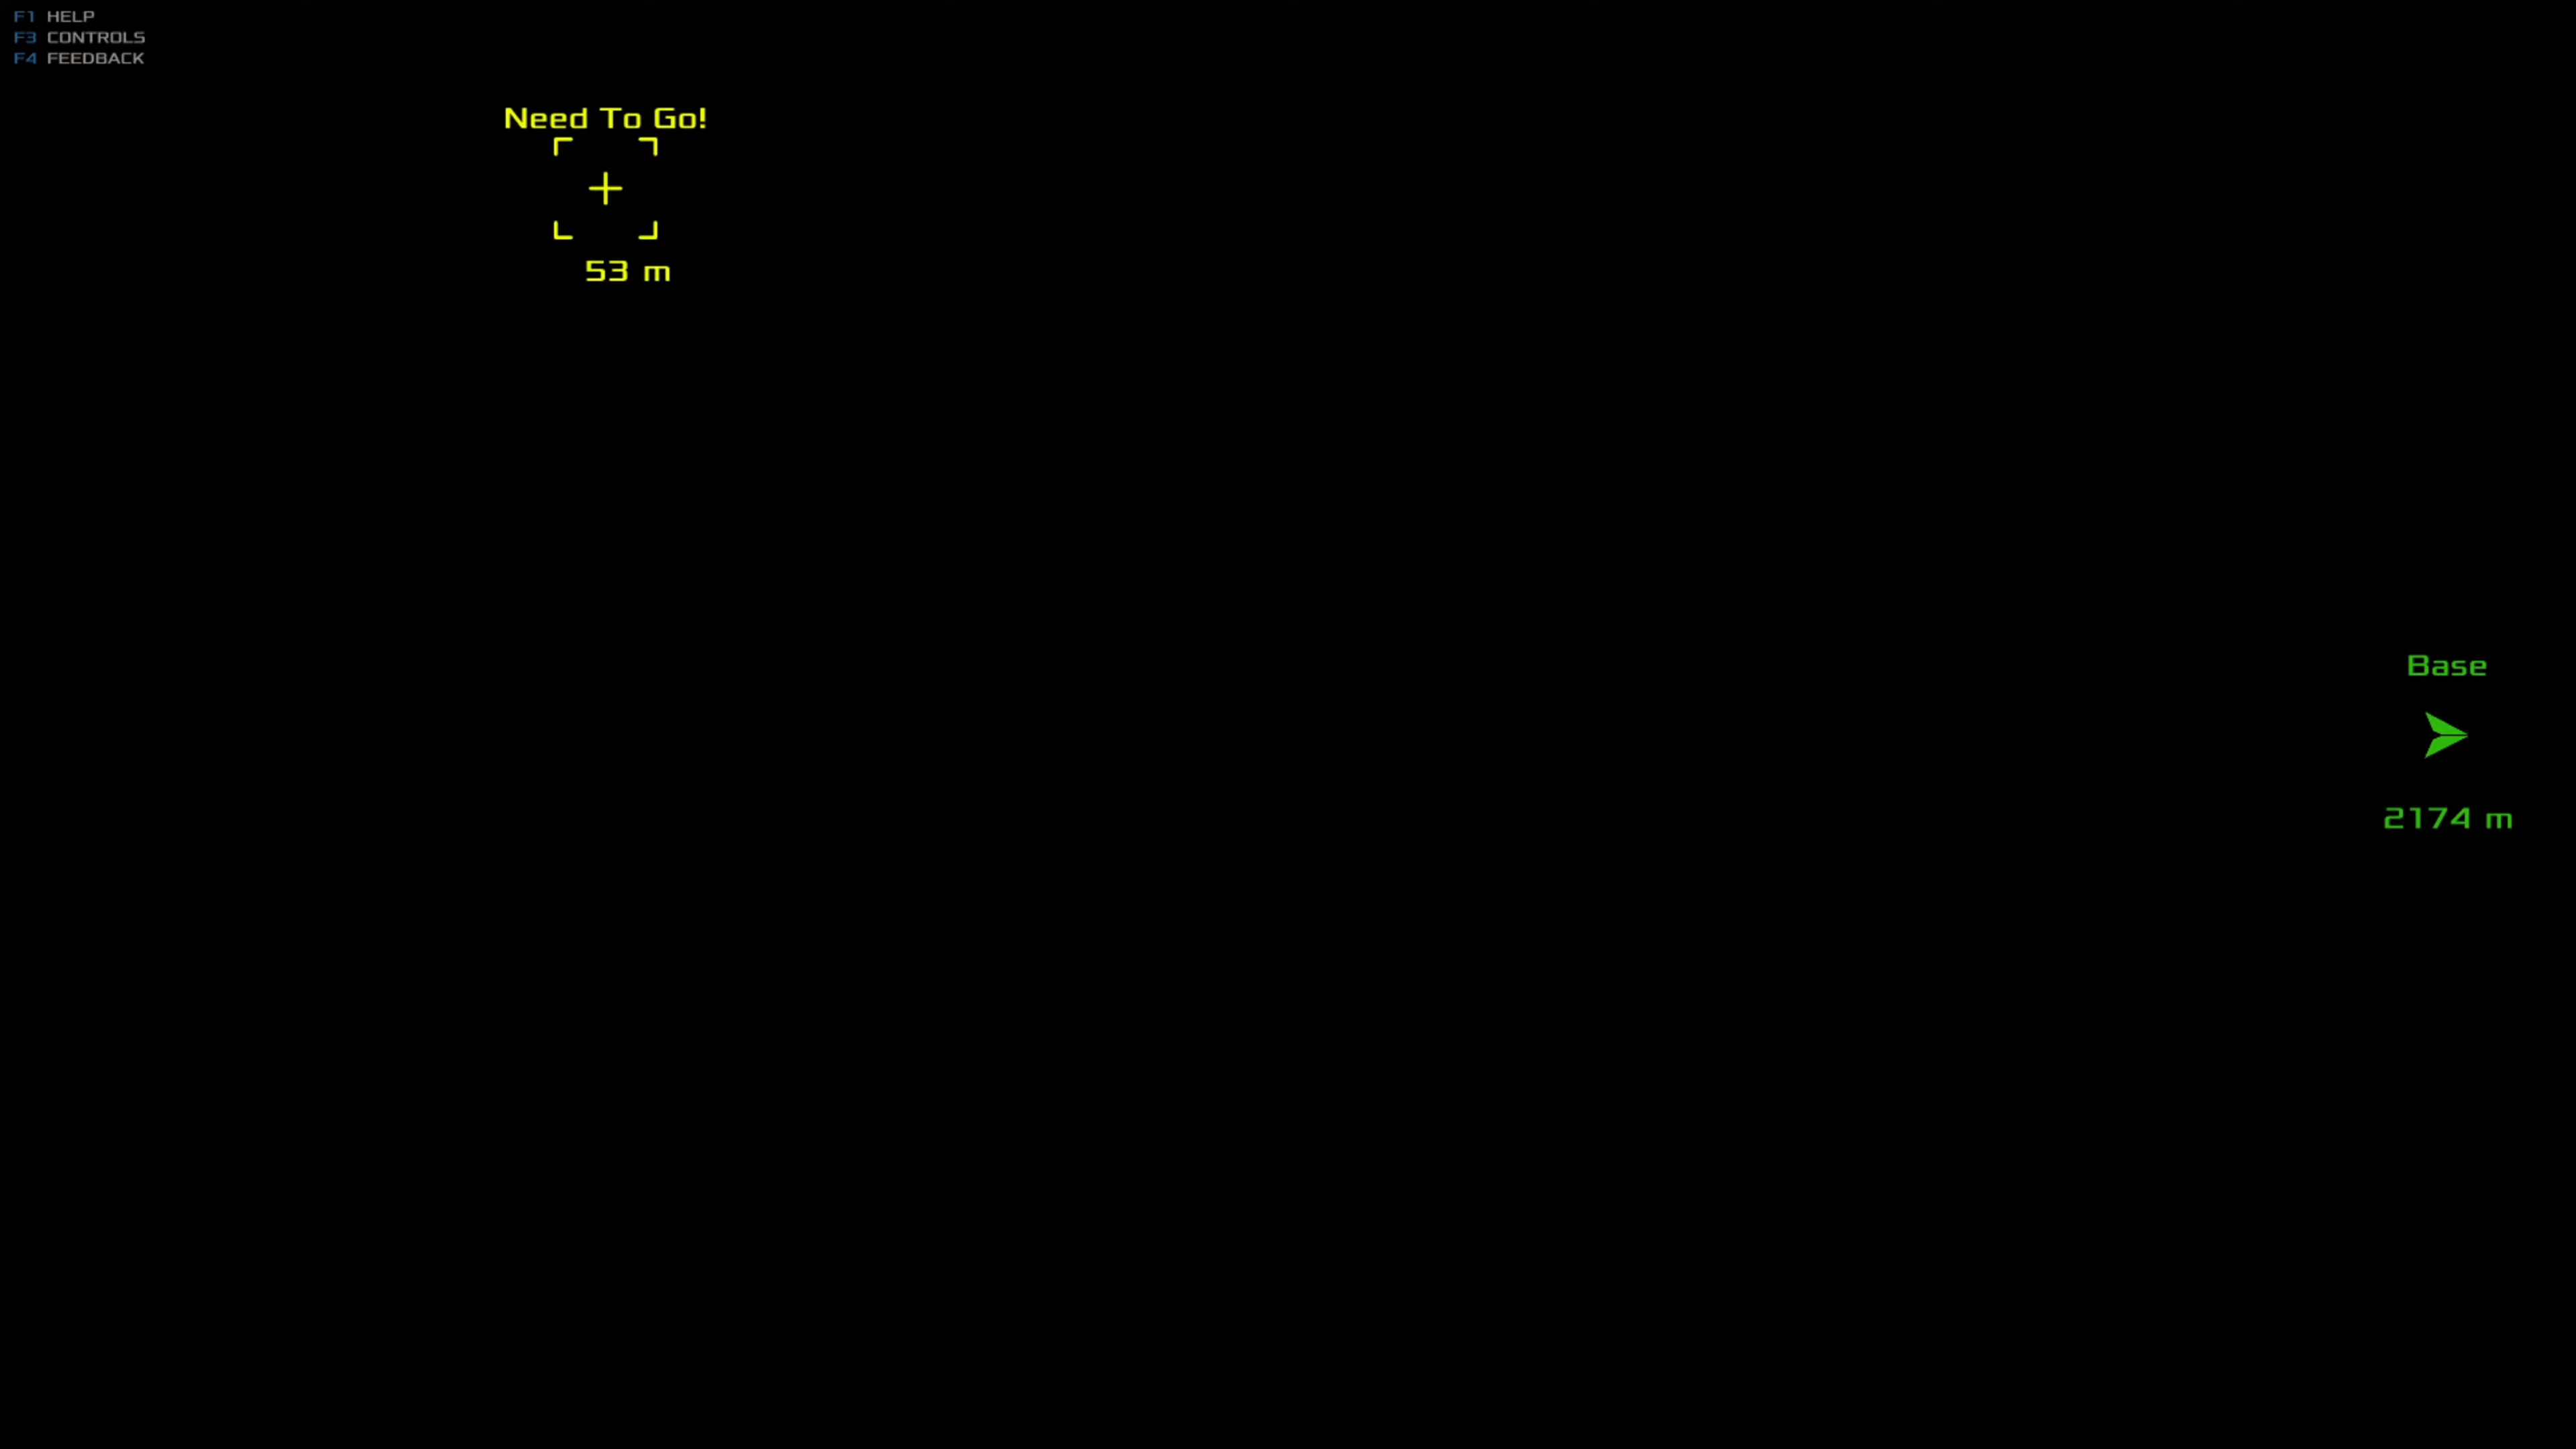 F1 HELP
F3 CONTROLS
F4 FEEDBACK
Need To Go!
53 m
Base
2174 m